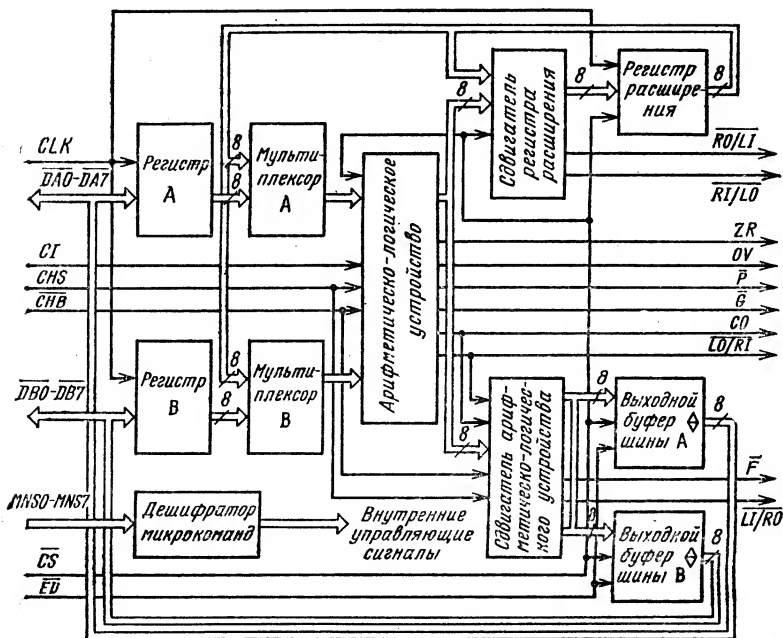 CLK
DA0-DA7
CI
CHS
CHB
DB0-DB7
MNS0-MNS7
CS
ED
Регистр
A
8
8
Мульти-
плексор
A
Регистр
B
8
8
Мульти-
плексор
B
Дешифратор
микрокоманд
Внутренние
управляющие
сигналы
Арифметическо-логическое
устройство
8
8
8
Сдвигатель
регистра
расширения
8
Регистр
расшире-
ния
8
Сдвигатель ариф-
метическо-логичес-
кого устройства
8
8
Выходной
буфер
шины A
8
Выходной
буфер
шины B
8
RO/LI
RI/LO
ZR
OV
P
G
CO
LO/RI
F
LI/RO